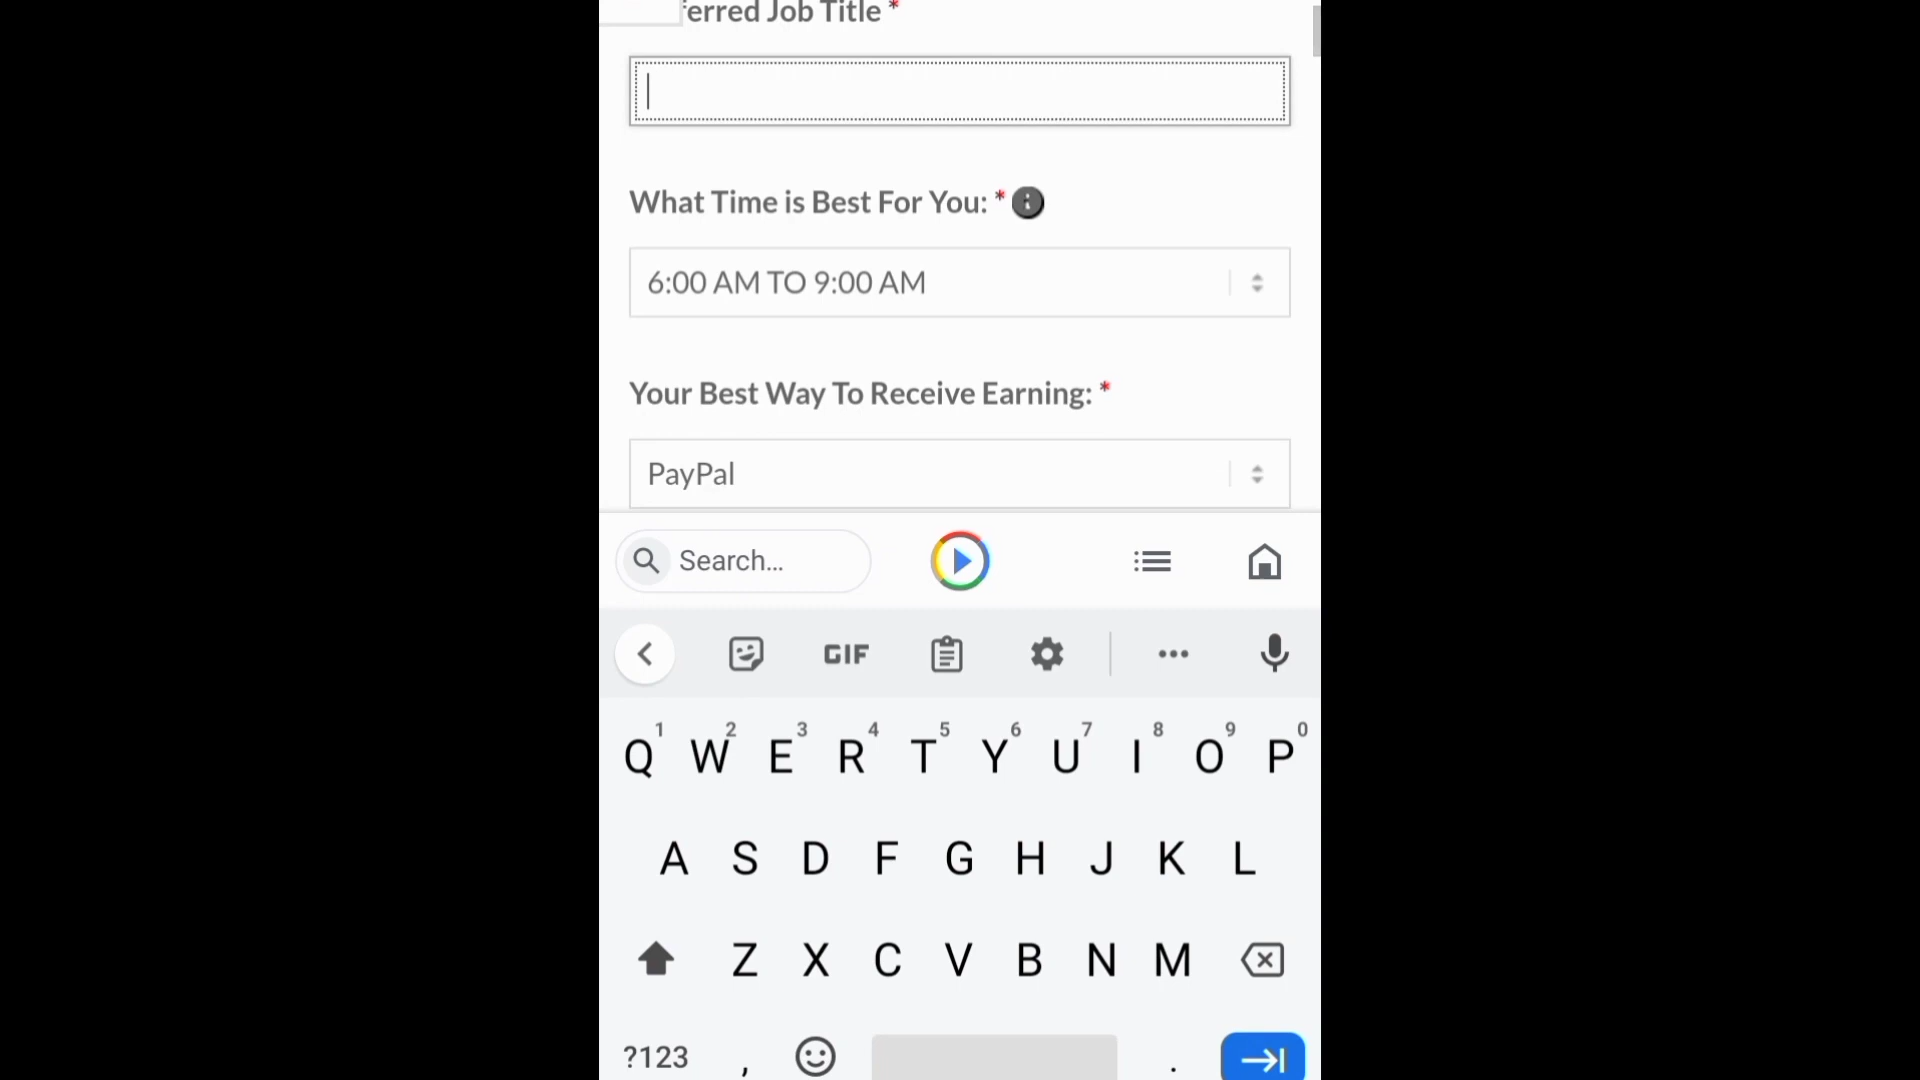 erred Job Title *
What Time is Best For You: * i
6:00 AM TO 9:00 AM
Your Best Way To Receive Earning: *
PayPal
Search...
GIF
1 2 3 4 5 6 7 8 9 0
Q W E R T Y U I O P
A S D F G H J K L
Z X C V B N M
?123 , .